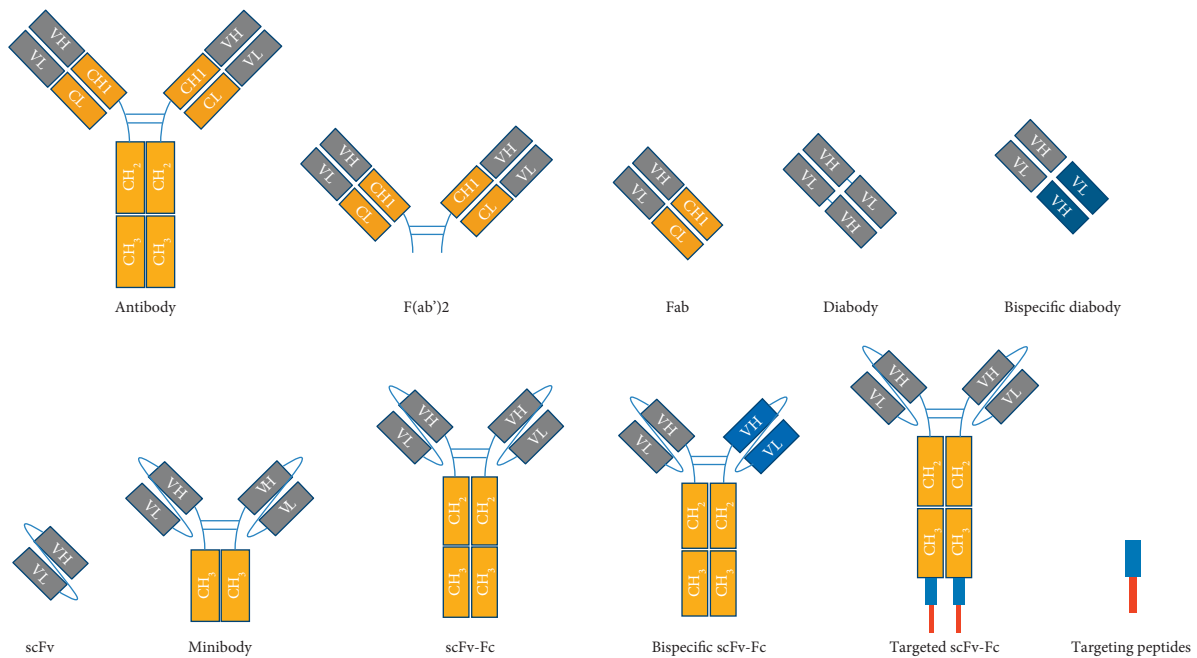 VH
VL
CH1
CL
VH
VL
CH1
CL
CH2
CH2
CH3
CH3
Antibody
VH
VL
CH1
CL
VH
VL
CH1
CL
F(ab')2
VH
VL
CH1
CL
Fab
VH
VL
VL
VH
Diabody
VH
VL
VL
VH
Bispecific diabody
VH
VL
scFv
VH
VL
VH
VL
CH3
CH3
Minibody
VH
VL
VH
VL
CH2
CH2
CH3
CH3
scFv-Fc
VH
VL
VH
VL
CH2
CH2
CH3
CH3
Bispecific scFv-Fc
VH
VL
VH
VL
CH2
CH2
CH3
CH3
Targeted scFv-Fc
Targeting peptides